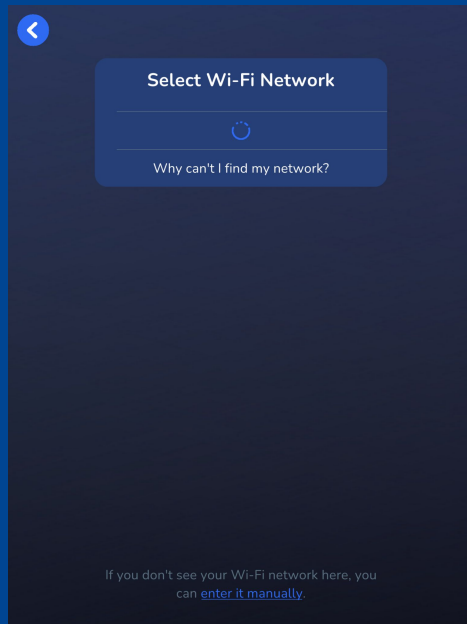 Select Wi-Fi Network
Why can't I find my network?
If you don't see your Wi-Fi network here, you
can enter it manually.